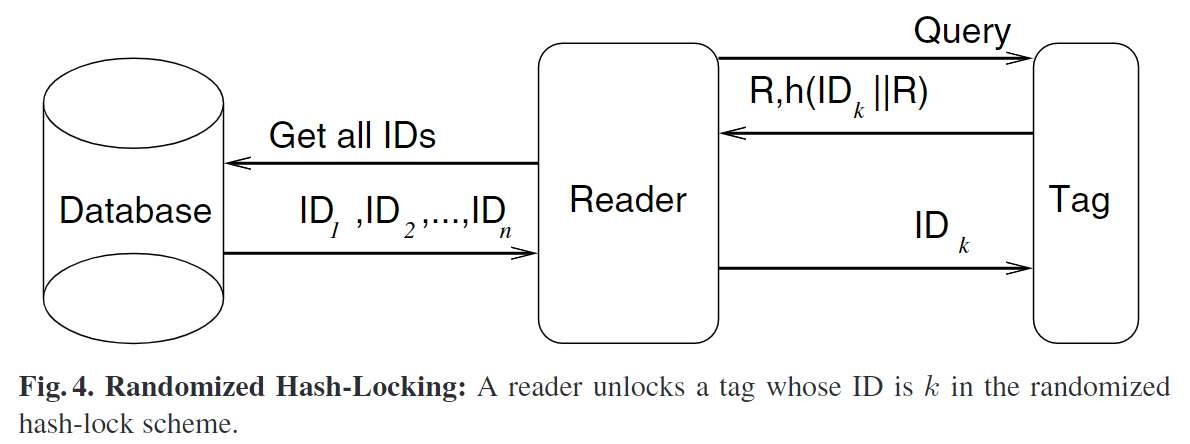 Query
R,h(ID_k ||R)
Get all IDs
Database
ID_1 ,ID_2 ,...,ID_n
Reader
ID_k
Tag
Fig. 4. Randomized Hash-Locking: A reader unlocks a tag whose ID is k in the randomized
hash-lock scheme.